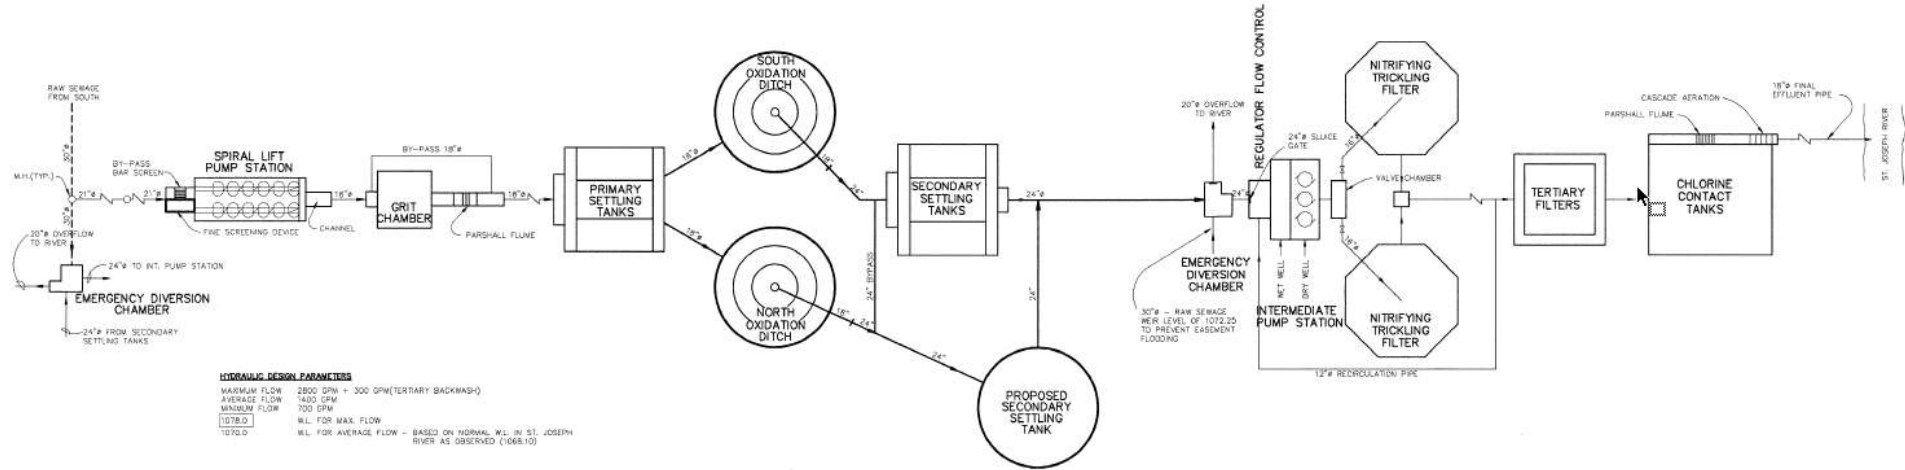 RAW SEWAGE
FROM SOUTH
30"ø
M.H.(TYP.)
21"ø
21"ø
30"ø
BY-PASS
BAR SCREEN
SPIRAL LIFT
PUMP STATION
FINE SCREENING DEVICE
CHANNEL
18"ø
BY-PASS 18"ø
GRIT
CHAMBER
PARSHALL FLUME
18"ø
20"ø OVERFLOW
TO RIVER
24"ø TO INT. PUMP STATION
EMERGENCY DIVERSION
CHAMBER
24"ø FROM SECONDARY
SETTLING TANKS
PRIMARY
SETTLING
TANKS
18"ø
18"ø
SOUTH
OXIDATION
DITCH
18"
24"
NORTH
OXIDATION
DITCH
18"
24"
24" BYPASS
24"
SECONDARY
SETTLING
TANKS
24"ø
24"
PROPOSED
SECONDARY
SETTLING
TANK
20"ø OVERFLOW
TO RIVER
24"ø
EMERGENCY
DIVERSION
CHAMBER
30"ø - RAW SEWAGE
WEIR LEVEL OF 1072.25
TO PREVENT EASEMENT
FLOODING
REGULATOR FLOW CONTROL
24"ø SLUICE
GATE
WET WELL
DRY WELL
INTERMEDIATE
PUMP STATION
16"ø
16"ø
VALVE CHAMBER
NITRIFYING
TRICKLING
FILTER
NITRIFYING
TRICKLING
FILTER
12"ø RECIRCULATION PIPE
TERTIARY
FILTERS
CASCADE AERATION
PARSHALL FLUME
CHLORINE
CONTACT
TANKS
18"ø FINAL
EFFLUENT PIPE
ST. JOSEPH RIVER
HYDRAULIC DESIGN PARAMETERS
MAXIMUM FLOW 2800 GPM + 300 GPM(TERTIARY BACKWASH)
AVERAGE FLOW 1400 GPM
MINIMUM FLOW 700 GPM
1078.0 W.L. FOR MAX. FLOW
1070.0 W.L. FOR AVERAGE FLOW - BASED ON NORMAL W.L. IN ST. JOSEPH
RIVER AS OBSERVED (1068.10)